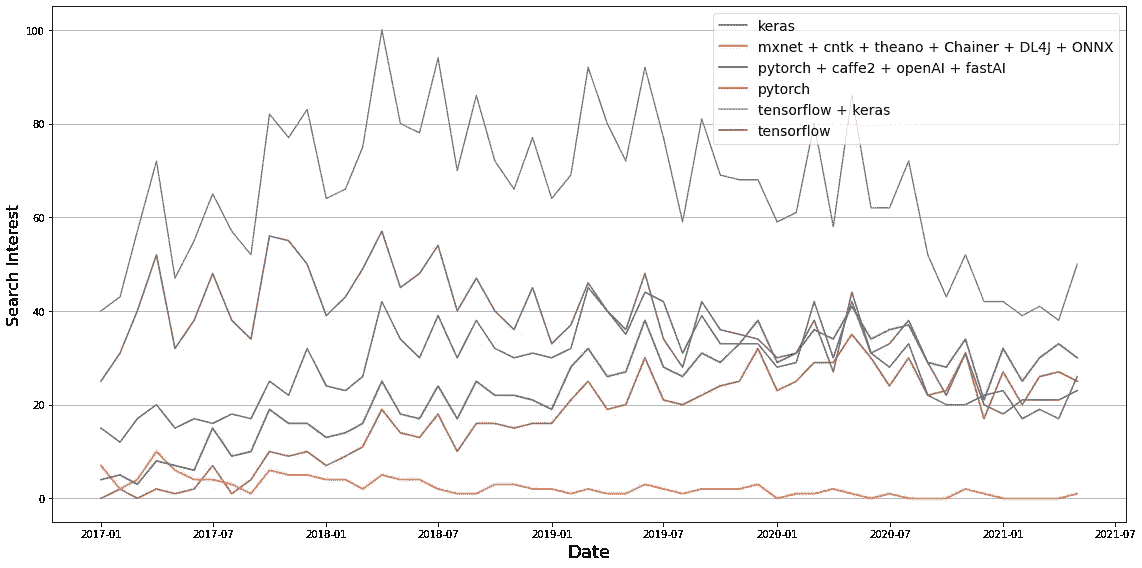 keras
mxnet + cntk + theano + Chainer + DL4J + ONNX
pytorch + caffe2 + openAI + fastAI
pytorch
tensorflow + keras
tensorflow
100
80
60
40
20
0
Search Interest
2017-01 2017-07 2018-01 2018-07 2019-01 2019-07 2020-01 2020-07 2021-01 2021-07
Date